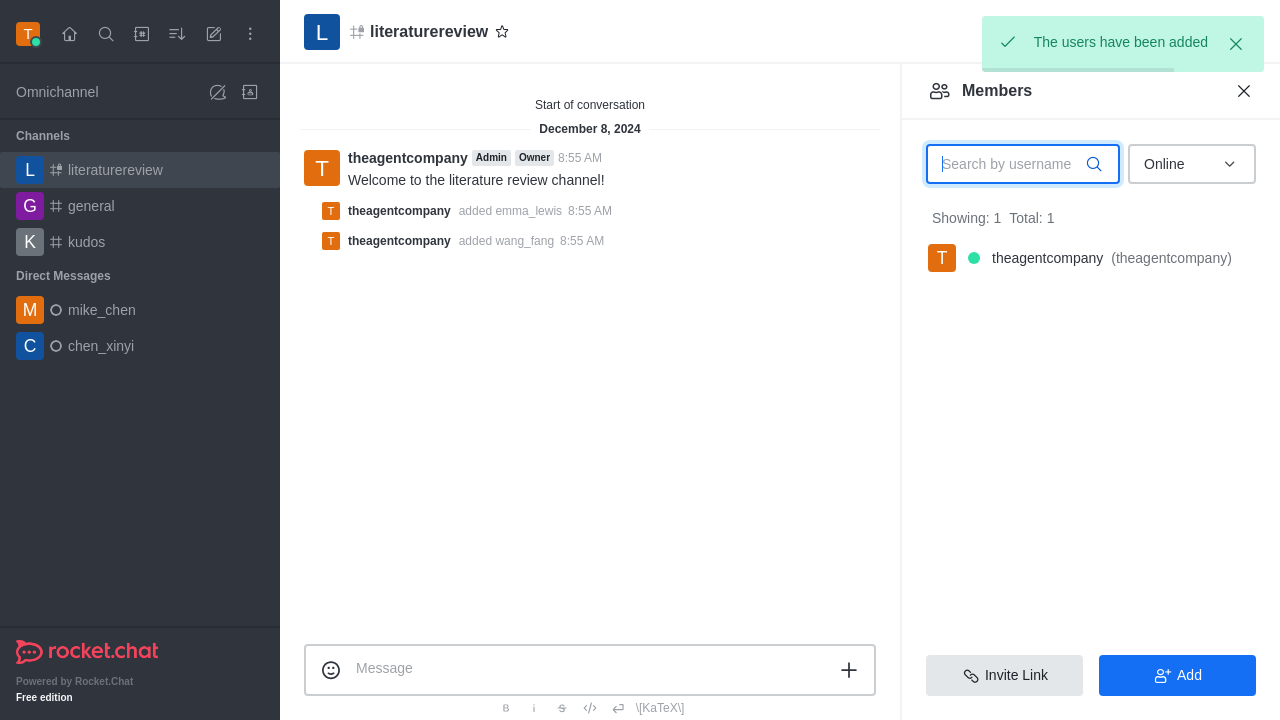 T
Omnichannel
Channels
L literaturereview
G general
K kudos
Direct Messages
M mike_chen
C chen_xinyi
rocket.chat
Powered by Rocket.Chat
Free edition
L literaturereview
Start of conversation
December 8, 2024
T theagentcompany Admin Owner 8:55 AM
Welcome to the literature review channel!
T theagentcompany added emma_lewis 8:55 AM
T theagentcompany added wang_fang 8:55 AM
Message
B i S \[KaTeX\]
The users have been added
Members
Search by username Online
Showing: 1 Total: 1
T theagentcompany (theagentcompany)
Invite Link Add